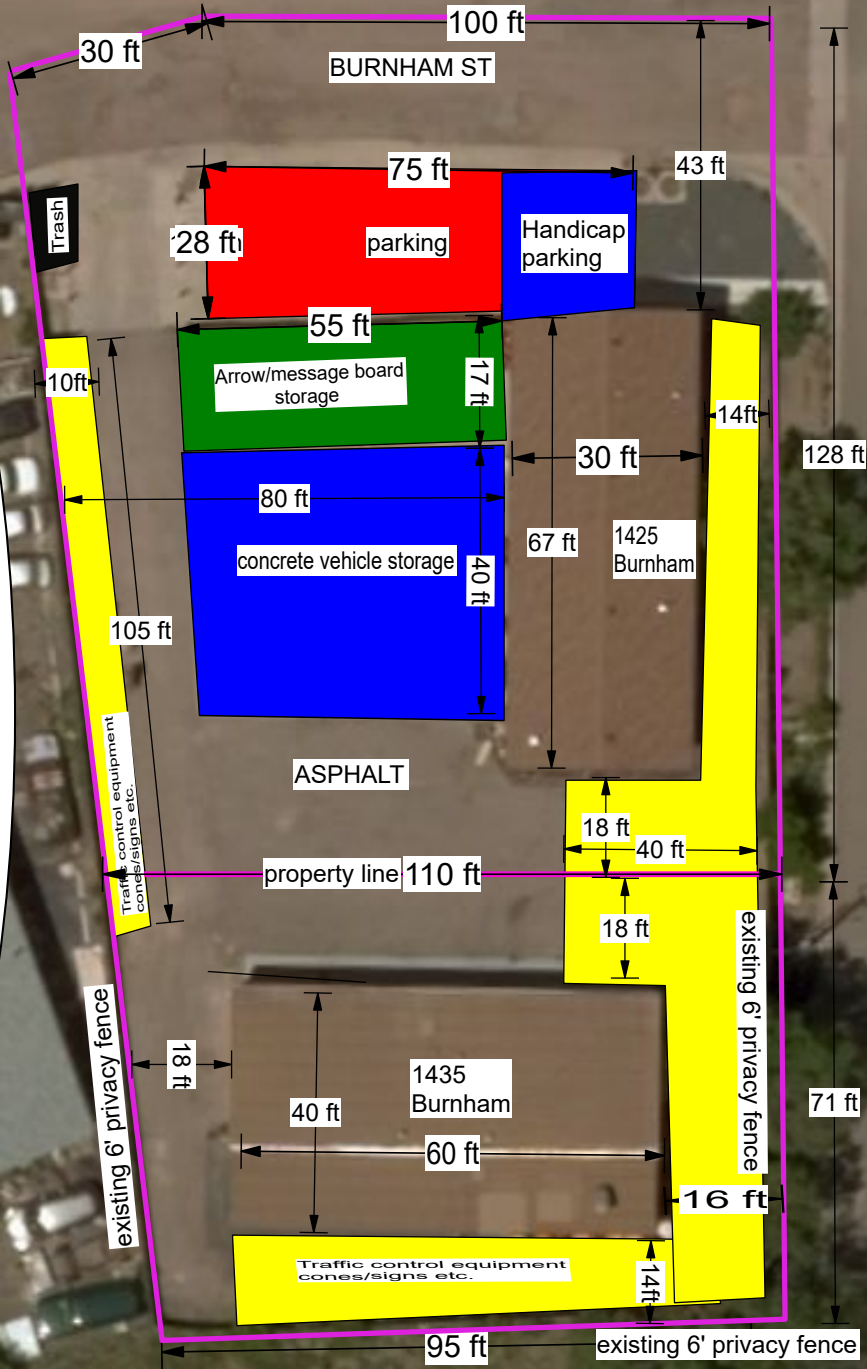 100 ft
30 ft
BURNHAM ST
43 ft
75 ft
Trash
28 ft
parking
Handicap
parking
55 ft
Arrow/message board
storage
17 ft
10ft
14ft
30 ft
128 ft
80 ft
67 ft
1425
Burnham
concrete vehicle storage
40 ft
105 ft
ASPHALT
Traffic control equipment
cones/signs etc.
18 ft
40 ft
property line 110 ft
18 ft
existing 6' privacy fence
existing 6' privacy fence
18 ft
1435
Burnham
40 ft
71 ft
60 ft
16 ft
Traffic control equipment
cones/signs etc.
14ft
95 ft
existing 6' privacy fence